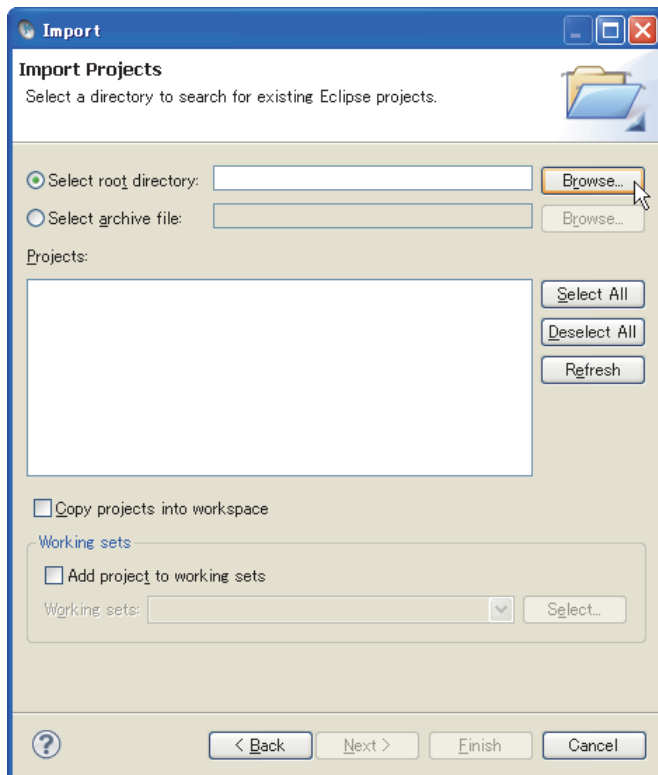 Import
Import Projects
Select a directory to search for existing Eclipse projects.
Select root directory: Browse...
Select archive file: Browse...
Projects:
Select All
Deselect All
Refresh
Copy projects into workspace
Working sets
Add project to working sets
Working sets: Select...
? < Back Next > Finish Cancel